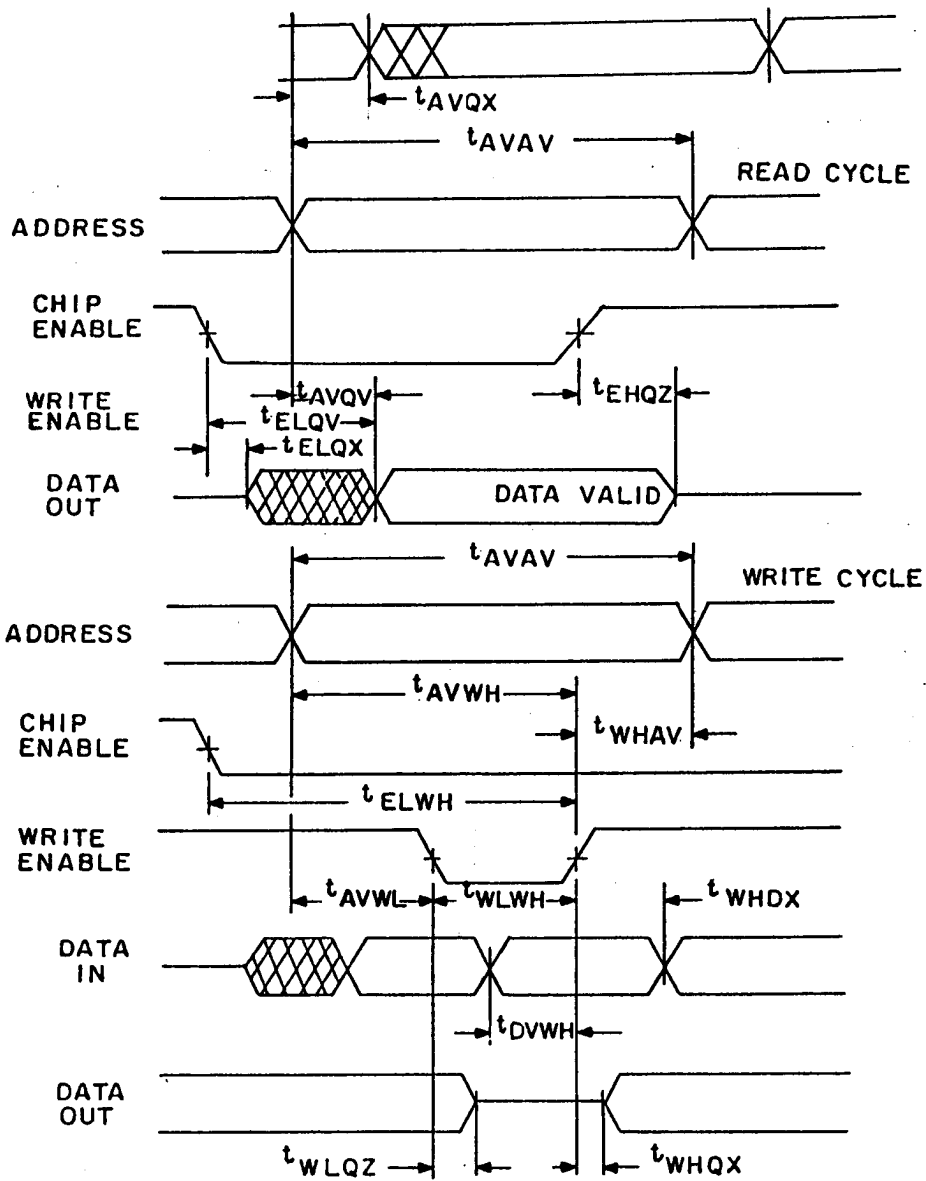 tAVQX
tAVAV
READ CYCLE
ADDRESS
CHIP
ENABLE
tAVQV
tEHQZ
WRITE
ENABLE
tELQV
tELQX
DATA
OUT
DATA VALID
tAVAV
WRITE CYCLE
ADDRESS
tAVWH
CHIP
ENABLE
tWHAV
tELWH
WRITE
ENABLE
tAVWL
tWLWH
tWHDX
DATA
IN
tDVWH
DATA
OUT
tWLQZ
tWHQX